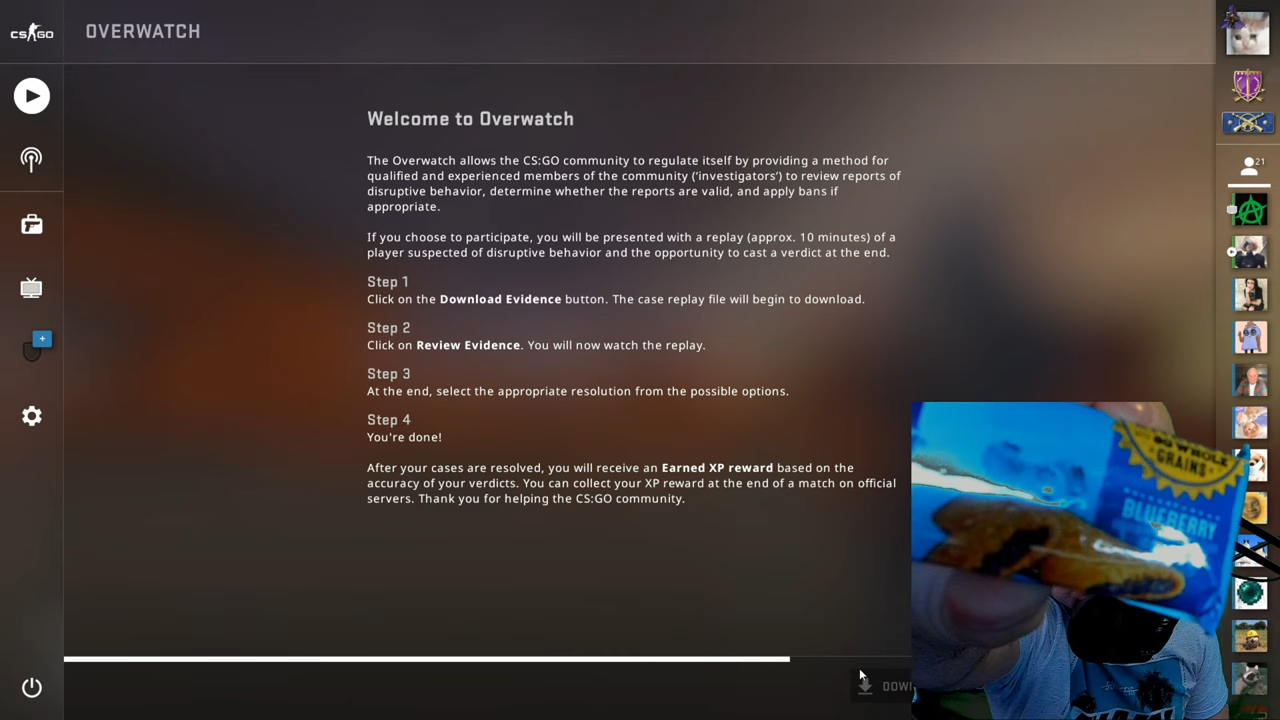 CS GO
OVERWATCH
21
Welcome to Overwatch
The Overwatch allows the CS:GO community to regulate itself by providing a method for
qualified and experienced members of the community ('investigators') to review reports of
disruptive behavior, determine whether the reports are valid, and apply bans if
appropriate.
If you choose to participate, you will be presented with a replay (approx. 10 minutes) of a
player suspected of disruptive behavior and the opportunity to cast a verdict at the end.
Step 1
Click on the Download Evidence button. The case replay file will begin to download.
Step 2
Click on Review Evidence. You will now watch the replay.
Step 3
At the end, select the appropriate resolution from the possible options.
Step 4
You're done!
After your cases are resolved, you will receive an Earned XP reward based on the
accuracy of your verdicts. You can collect your XP reward at the end of a match on official
servers. Thank you for helping the CS:GO community.
WHOLE
GRAINS
BLUEBERRY